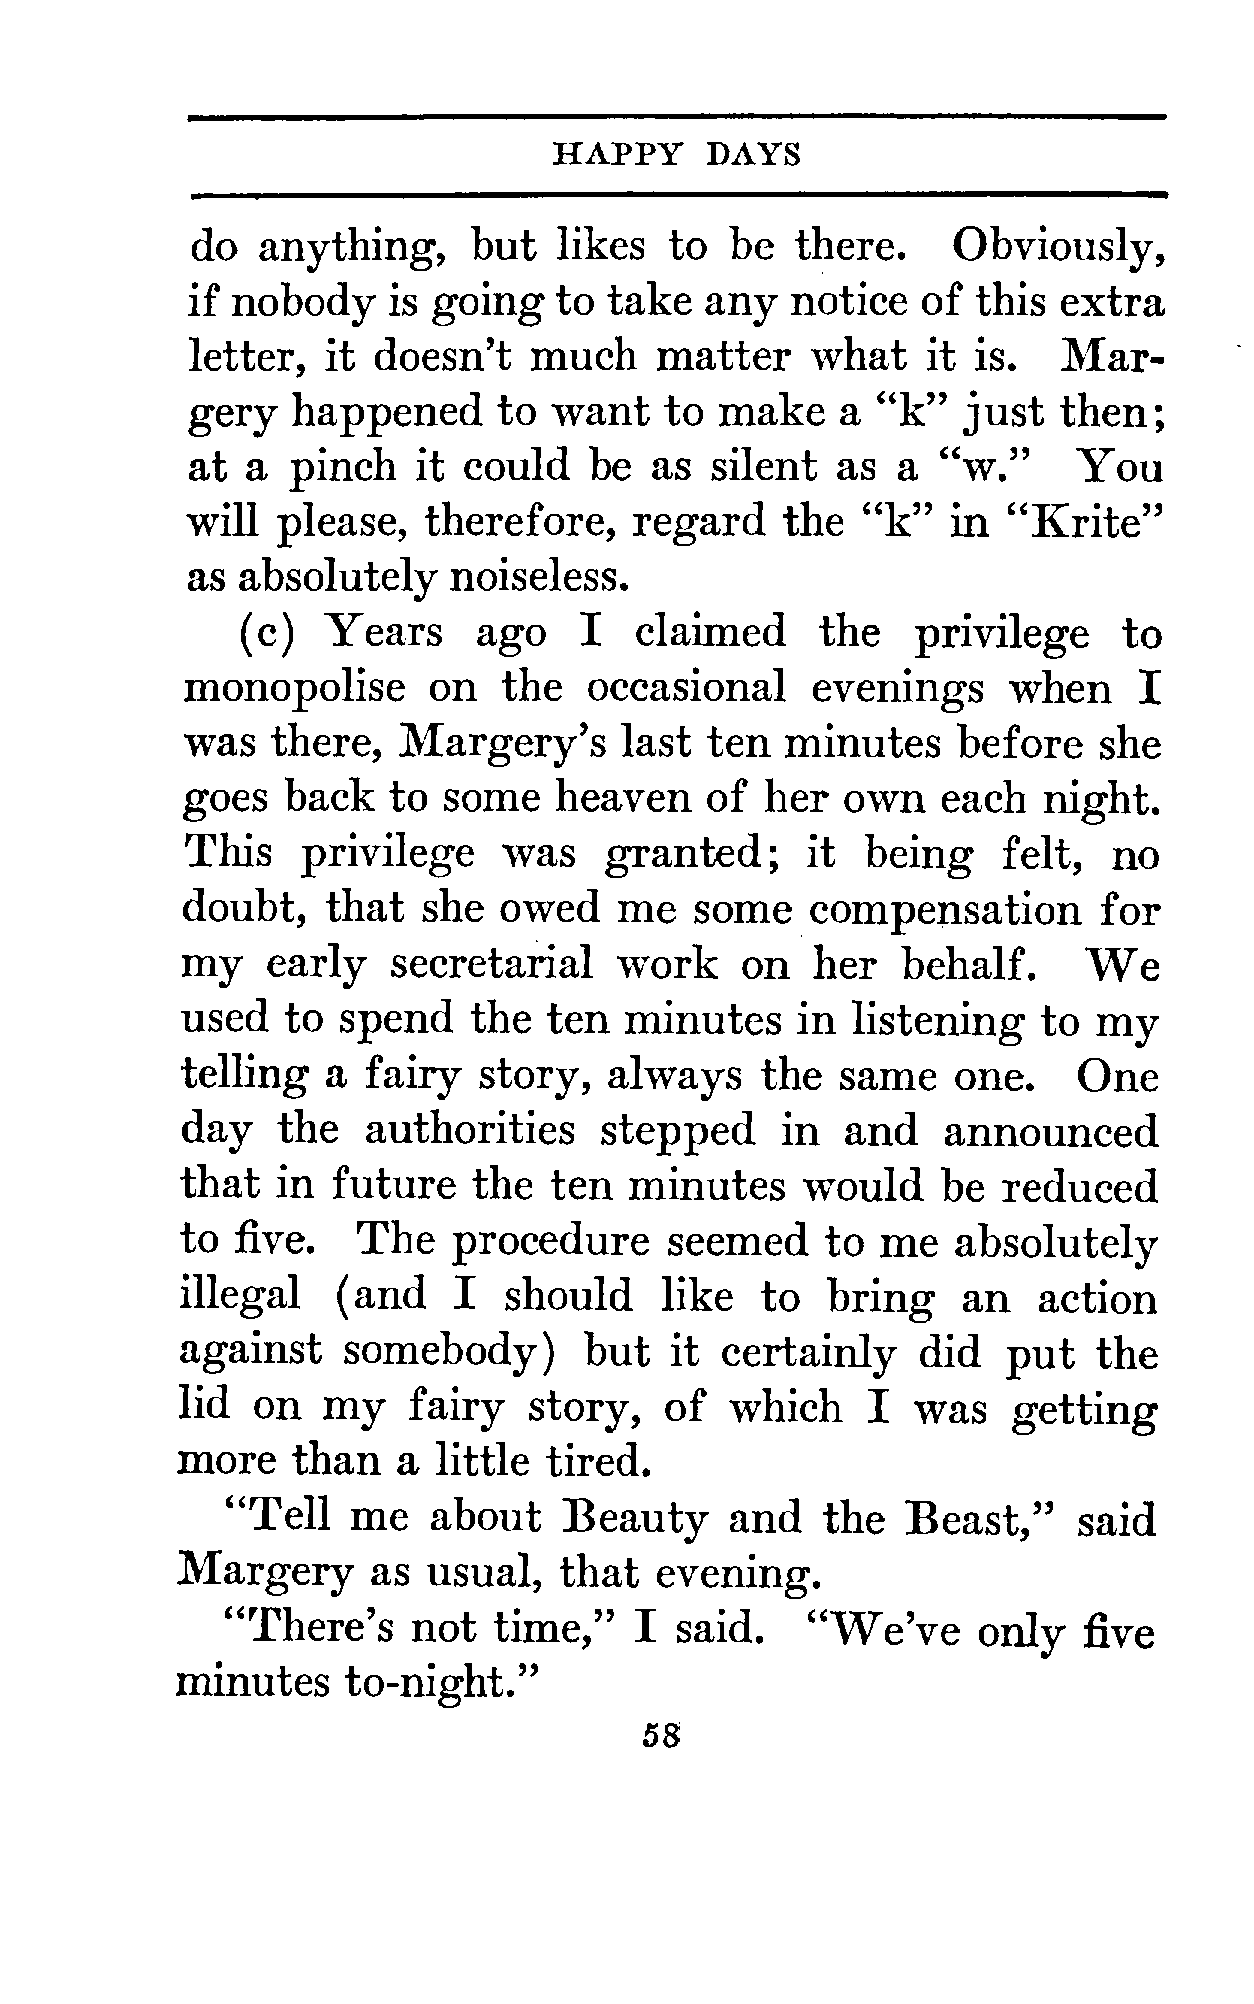 HAPPY DAYS
do anything, but likes to be there. Obviously,
if nobody is going to take any notice of this extra
letter, it doesn't much matter what it is. Mar-
gery happened to want to make a "k" just then;
at a pinch it could be as silent as a "w." You
will please, therefore, regard the "k" in "Krite"
as absolutely noiseless.
(c) Years ago I claimed the privilege to
monopolise on the occasional evenings when I
was there, Margery's last ten minutes before she
goes back to some heaven of her own each night.
This privilege was granted; it being felt, no
doubt, that she owed me some compensation for
my early secretarial work on her behalf. We
used to spend the ten minutes in listening to my
telling a fairy story, always the same one. One
day the authorities stepped in and announced
that in future the ten minutes would be reduced
to five. The procedure seemed to me absolutely
illegal (and I should like to bring an action
against somebody) but it certainly did put the
lid on my fairy story, of which I was getting
more than a little tired.
"Tell me about Beauty and the Beast," said
Margery as usual, that evening.
"There's not time," I said. "We've only five
minutes to-night."
58